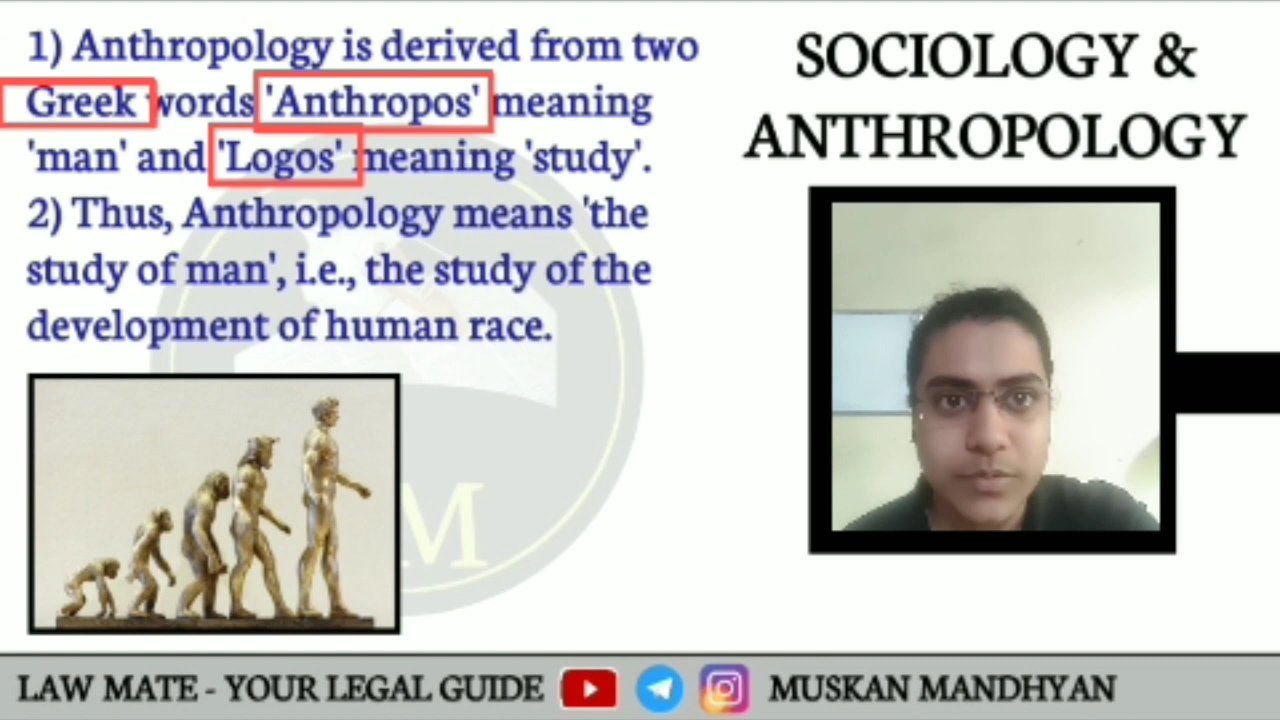 1) Anthropology is derived from two
Greek words 'Anthropos' meaning
'man' and 'Logos' meaning 'study'.
2) Thus, Anthropology means 'the
study of man', i.e., the study of the
development of human race.
SOCIOLOGY &
ANTHROPOLOGY
M
LAW MATE - YOUR LEGAL GUIDE
MUSKAN MANDHYAN